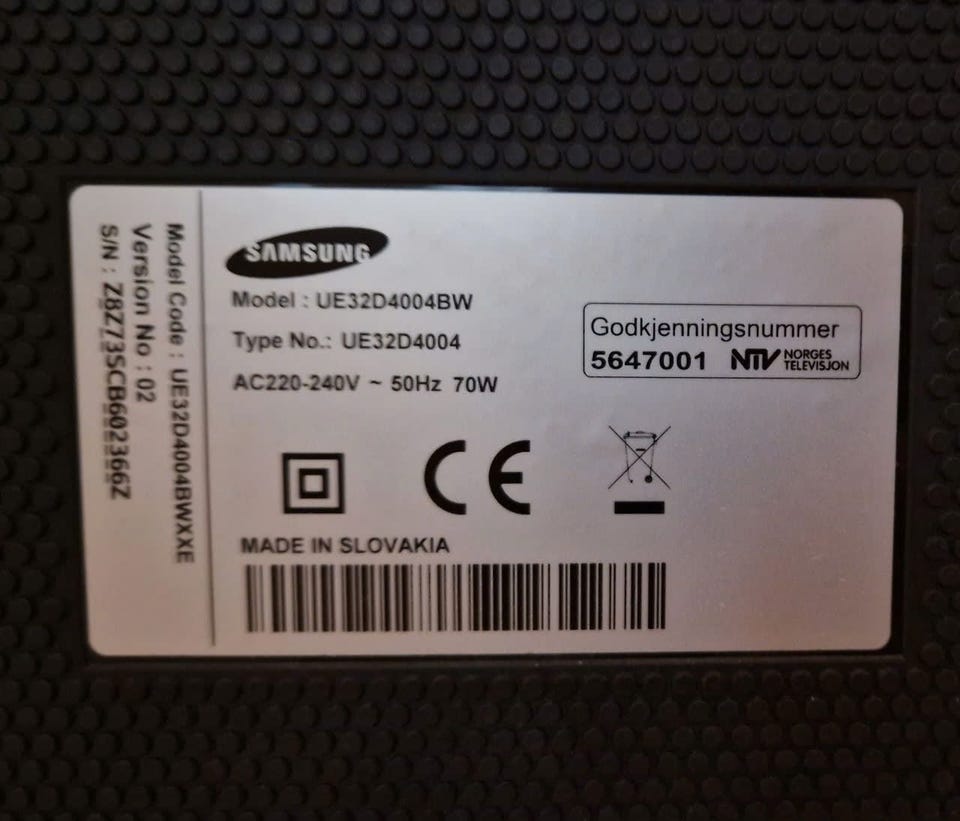 SAMSUNG
Model : UE32D4004BW
Type No.: UE32D4004
AC220-240V ~ 50Hz 70W
Godkjenningsnummer
5647001 NTV NORGES TELEVISJON
CE
MADE IN SLOVAKIA
Model Code : UE32D4004BWXXE
Version No : 02
S/N : Z8Z73SCB602366Z